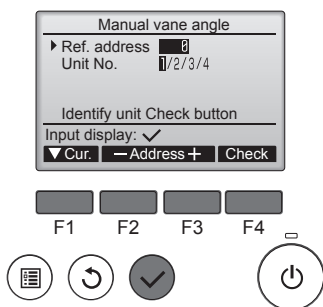 Manual vane angle
Ref. address 0
Unit No. 1/2/3/4
Identify unit Check button
Input display: ✓
▼ Cur. − Address + Check
F1 F2 F3 F4